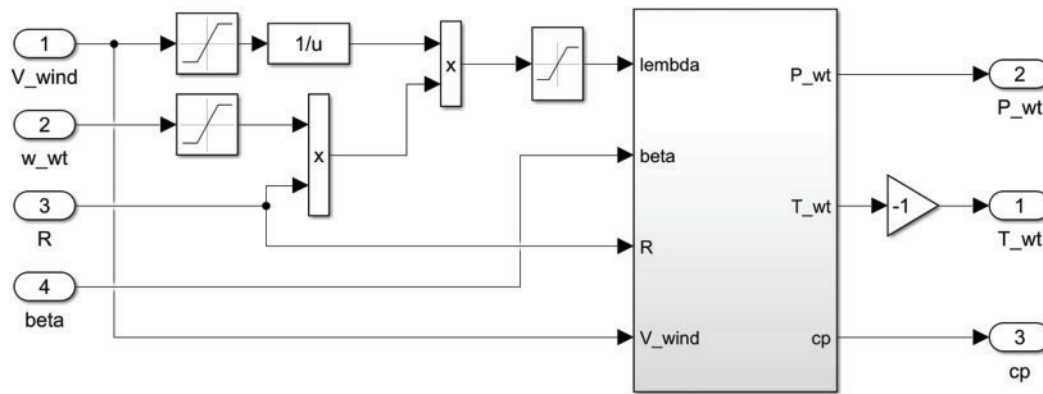 1
V_wind
1/u
x
lembda
P_wt
2
P_wt
2
w_wt
x
beta
3
R
T_wt
-1
1
T_wt
R
4
beta
V_wind
cp
3
cp